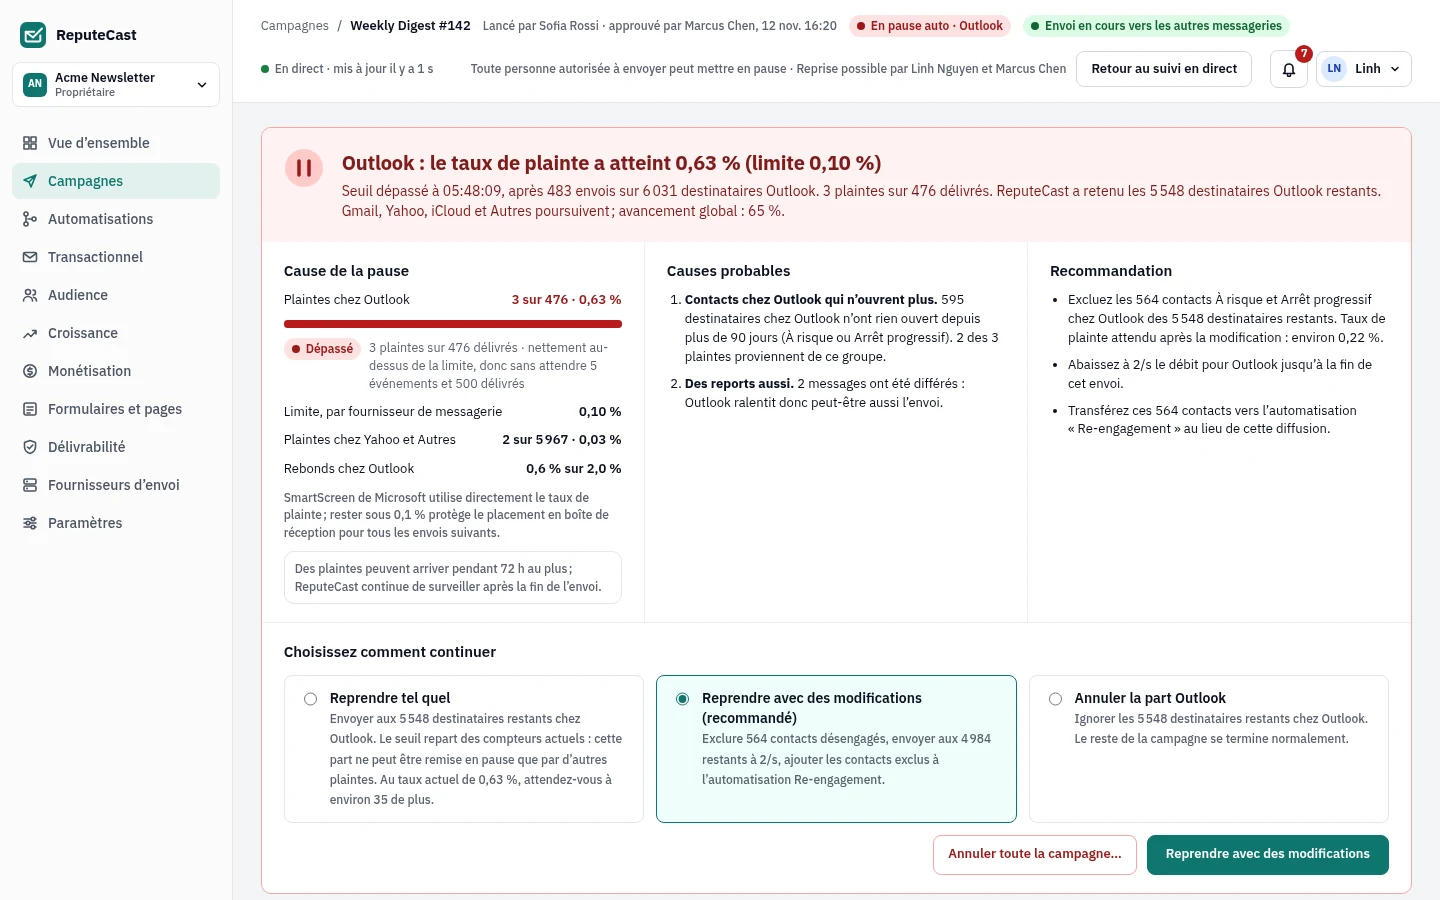 ReputeCast
AN
Acme Newsletter
Propriétaire
Vue d’ensemble
Campagnes
Automatisations
Transactionnel
Audience
Croissance
Monétisation
Formulaires et pages
Délivrabilité
Fournisseurs d’envoi
Paramètres
Campagnes / Weekly Digest #142 Lancé par Sofia Rossi · approuvé par Marcus Chen, 12 nov. 16:20 En pause auto · Outlook Envoi en cours vers les autres messageries
En direct · mis à jour il y a 1 s Toute personne autorisée à envoyer peut mettre en pause · Reprise possible par Linh Nguyen et Marcus Chen Retour au suivi en direct 7 LN Linh
Outlook : le taux de plainte a atteint 0,63 % (limite 0,10 %)
Seuil dépassé à 05:48:09, après 483 envois sur 6 031 destinataires Outlook. 3 plaintes sur 476 délivrés. ReputeCast a retenu les 5 548 destinataires Outlook restants.
Gmail, Yahoo, iCloud et Autres poursuivent ; avancement global : 65 %.
Cause de la pause
Plaintes chez Outlook 3 sur 476 · 0,63 %
Dépassé
3 plaintes sur 476 délivrés · nettement au-
dessus de la limite, donc sans attendre 5
événements et 500 délivrés
Limite, par fournisseur de messagerie 0,10 %
Plaintes chez Yahoo et Autres 2 sur 5 967 · 0,03 %
Rebonds chez Outlook 0,6 % sur 2,0 %
SmartScreen de Microsoft utilise directement le taux de
plainte ; rester sous 0,1 % protège le placement en boîte de
réception pour tous les envois suivants.
Des plaintes peuvent arriver pendant 72 h au plus ;
ReputeCast continue de surveiller après la fin de l’envoi.
Causes probables
1. Contacts chez Outlook qui n’ouvrent plus. 595
destinataires chez Outlook n’ont rien ouvert depuis
plus de 90 jours (À risque ou Arrêt progressif). 2 des 3
plaintes proviennent de ce groupe.
2. Des reports aussi. 2 messages ont été différés :
Outlook ralentit donc peut-être aussi l’envoi.
Recommandation
• Excluez les 564 contacts À risque et Arrêt progressif
chez Outlook des 5 548 destinataires restants. Taux de
plainte attendu après la modification : environ 0,22 %.
• Abaissez à 2/s le débit pour Outlook jusqu’à la fin de
cet envoi.
• Transférez ces 564 contacts vers l’automatisation
« Re-engagement » au lieu de cette diffusion.
Choisissez comment continuer
Reprendre tel quel
Envoyer aux 5 548 destinataires restants chez
Outlook. Le seuil repart des compteurs actuels : cette
part ne peut être remise en pause que par d’autres
plaintes. Au taux actuel de 0,63 %, attendez-vous à
environ 35 de plus.
Reprendre avec des modifications
(recommandé)
Exclure 564 contacts désengagés, envoyer aux 4 984
restants à 2/s, ajouter les contacts exclus à
l’automatisation Re-engagement.
Annuler la part Outlook
Ignorer les 5 548 destinataires restants chez Outlook.
Le reste de la campagne se termine normalement.
Annuler toute la campagne…
Reprendre avec des modifications